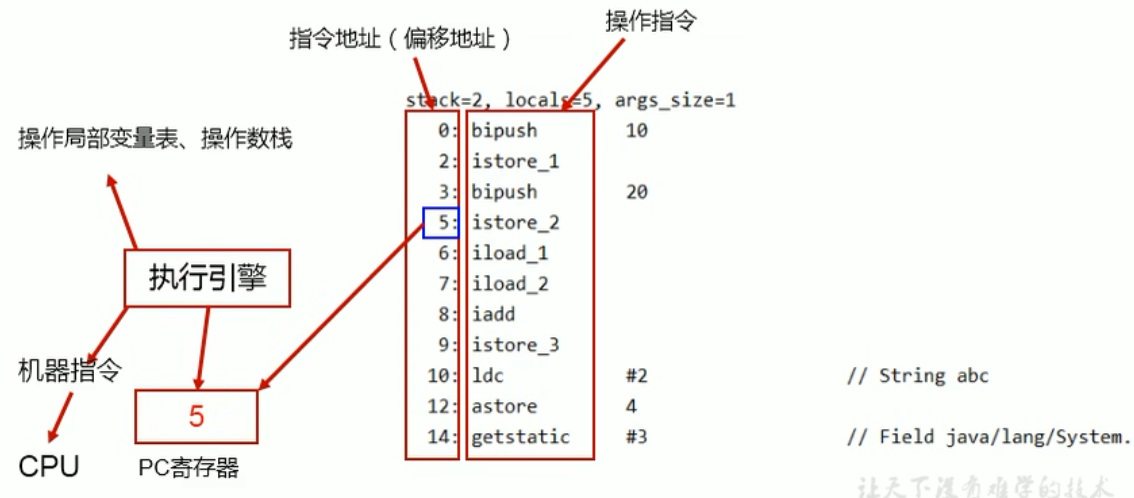 操作指令
指令地址（偏移地址）
stack=2, locals=5, args_size=1
0: bipush 10
操作局部变量表、操作数栈
2: istore_1
3: bipush 20
5: istore_2
6: iload_1
执行引擎
7: iload_2
8: iadd
9: istore_3
机器指令
10: ldc #2 // String abc
5
12: astore 4
14: getstatic #3 // Field java/lang/System.
CPU
PC寄存器
让天下没有难学的技术